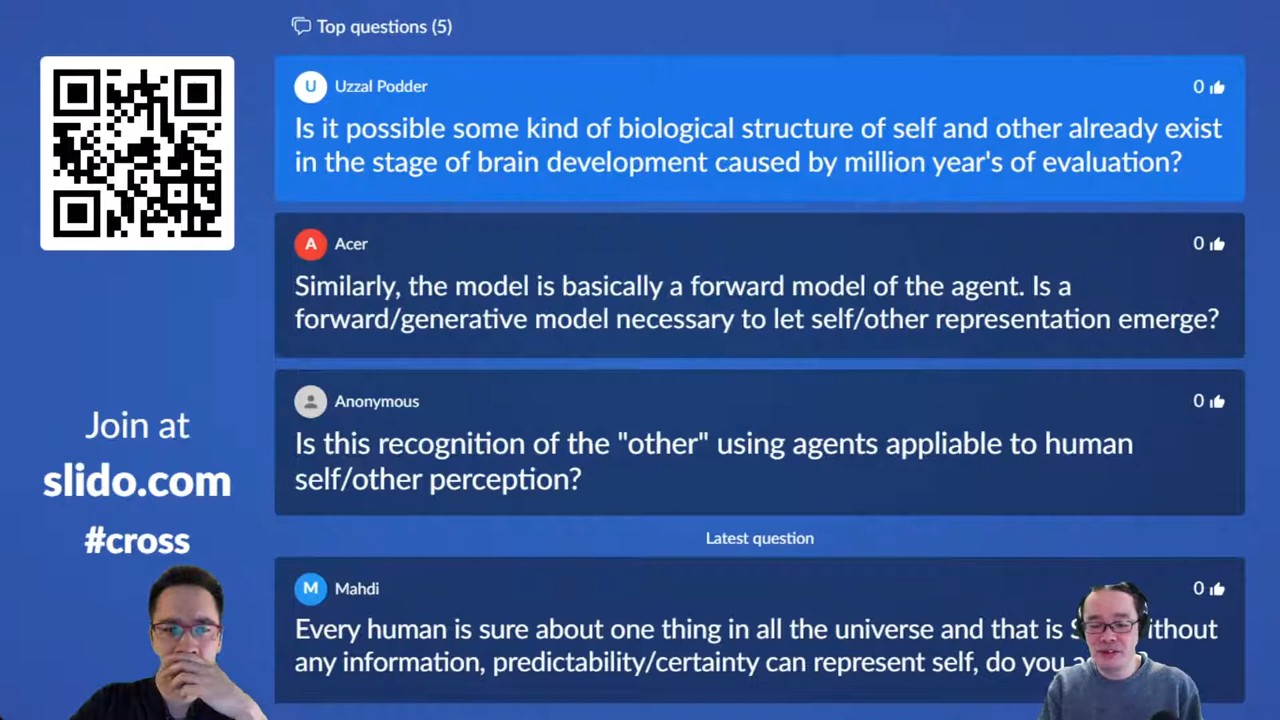 Top questions (5)
U Uzzal Podder 0
Is it possible some kind of biological structure of self and other already exist
in the stage of brain development caused by million year's of evaluation?
A Acer 0
Similarly, the model is basically a forward model of the agent. Is a
forward/generative model necessary to let self/other representation emerge?
Anonymous 0
Is this recognition of the "other" using agents appliable to human
self/other perception?
Join at
slido.com
#cross
Latest question
M Mahdi 0
Every human is sure about one thing in all the universe and that is
any information, predictability/certainty can represent self, do you